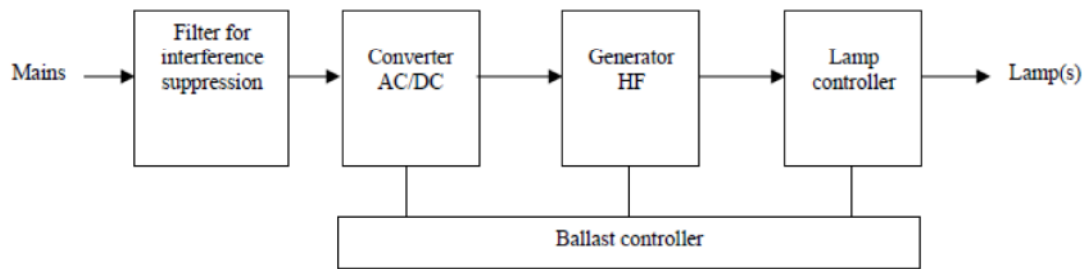 Mains
Filter for
interference
suppression
Converter
AC/DC
Generator
HF
Lamp
controller
Lamp(s)
Ballast controller